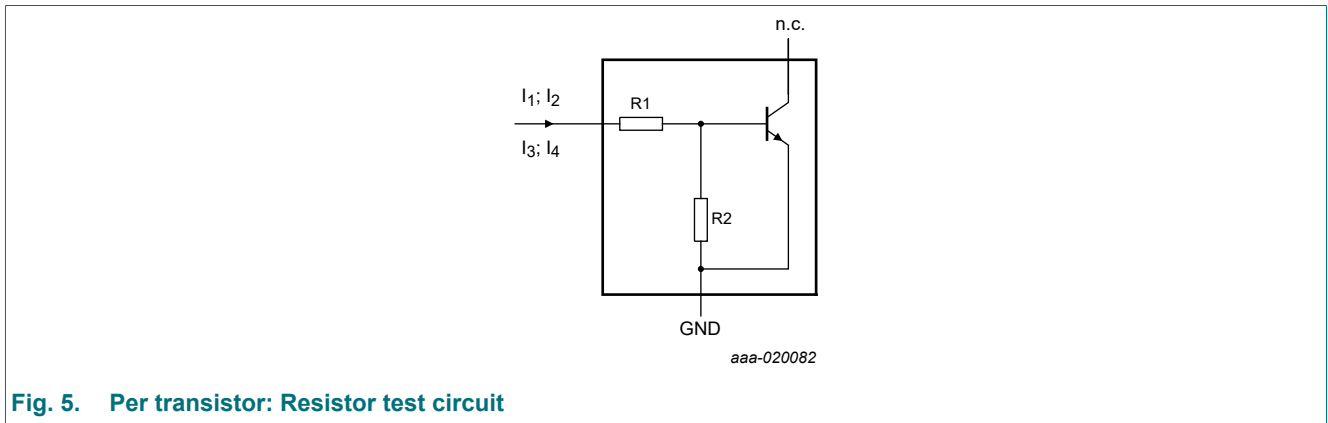 n.c.
I1; I2
R1
I3; I4
R2
GND
aaa-020082
Fig. 5. Per transistor: Resistor test circuit